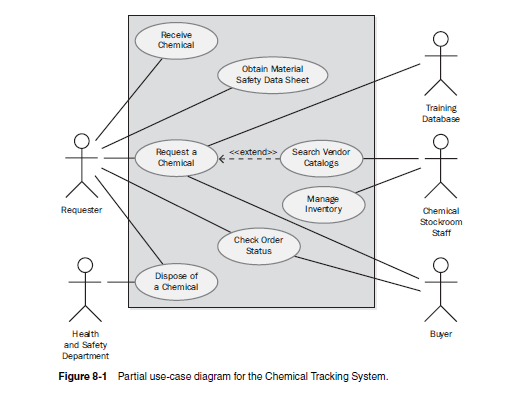 Receive
Chemical
Obtain Material
Safety Data Sheet
Training
Database
Request a
Chemical
<<extend>>
Search Vendor
Catalogs
Requester
Manage
Inventory
Chemical
Stockroom
Staff
Check Order
Status
Dispose of
a Chemical
Health
and Safety
Department
Buyer
Figure 8-1 Partial use-case diagram for the Chemical Tracking System.